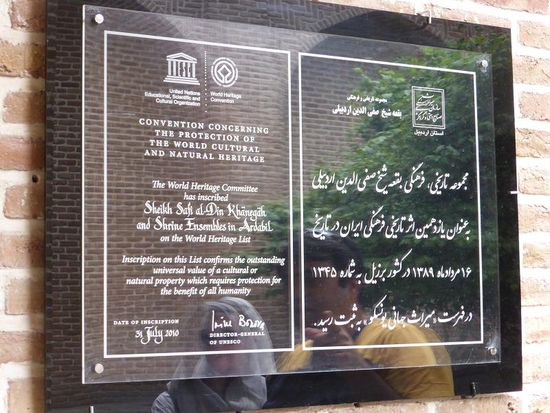 United Nations
Educational, Scientific and
Cultural Organization
World Heritage
Convention
CONVENTION CONCERNING
THE PROTECTION OF
THE WORLD CULTURAL
AND NATURAL HERITAGE
The World Heritage Committee
has inscribed
Sheikh Safi al-Din Khānegāh
and Shrine Ensembles in Ardabil
on the World Heritage List
Inscription on this List confirms the outstanding
universal value of a cultural or
natural property which requires protection for
the benefit of all humanity
DATE OF INSCRIPTION
31 July 2010
DIRECTOR-GENERAL
OF UNESCO
مجموعه تاریخی و فرهنگی
بقعه شیخ صفی الدین اردبیلی
استان اردبیل
مجموعه تاریخی، فرهنگی بقعه شیخ صفی الدین اردبیلی
به عنوان یازدهمین اثر تاریخی فرهنگی ایران در تاریخ
۱۶ مردادماه ۱۳۸۹ در کشور برزیل به شماره ۱۳۴۵
در فهرست «میراث جهانی یونسکو» به ثبت رسید.